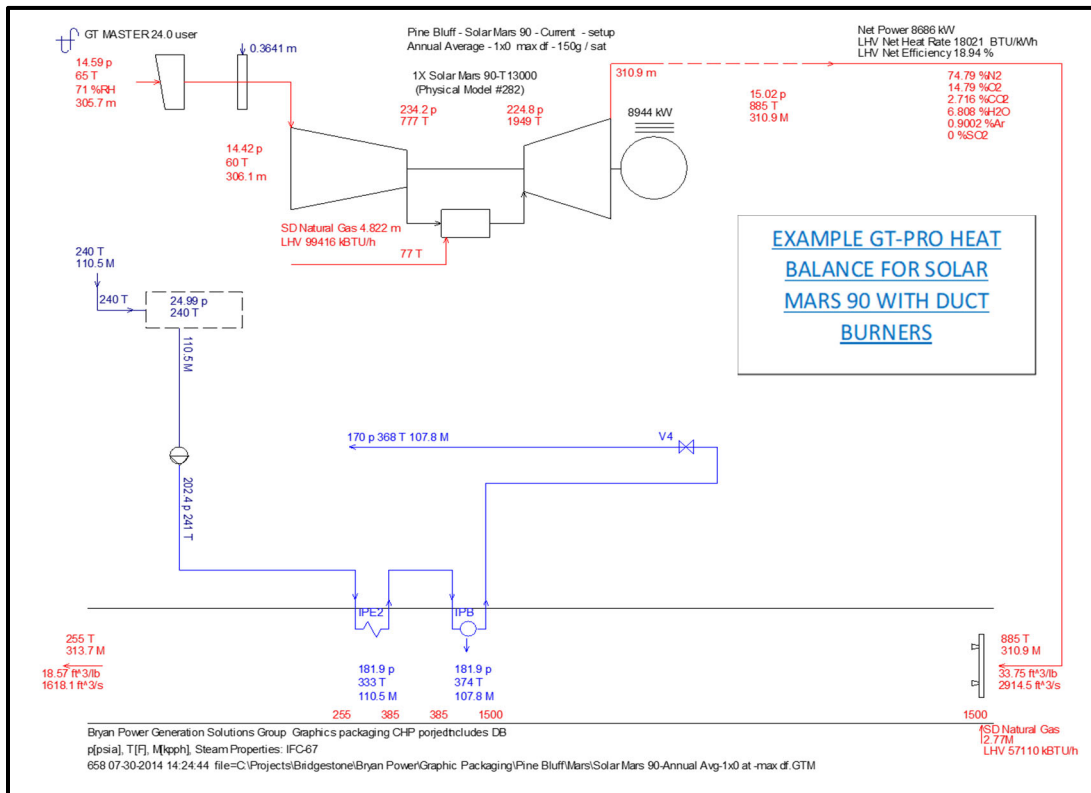 GT MASTER 24.0 user
14.59 p
65 T
71 %RH
305.7 m
0.3641 m
Pine Bluff - Solar Mars 90 - Current - setup
Annual Average - 1x0 max df - 150g / sat
1X Solar Mars 90-T13000
(Physical Model #282)
Net Power 8686 kW
LHV Net Heat Rate 18021 BTU/kWh
LHV Net Efficiency 18.94 %
310.9 m
74.79 %N2
14.79 %O2
2.716 %CO2
6.808 %H2O
0.9002 %Ar
0 %SO2
15.02 p
885 T
310.9 M
234.2 p
777 T
224.8 p
1949 T
8944 kW
14.42 p
60 T
306.1 m
SD Natural Gas 4.822 m
LHV 99416 kBTU/h
77 T
EXAMPLE GT-PRO HEAT
BALANCE FOR SOLAR
MARS 90 WITH DUCT
BURNERS
240 T
110.5 M
240 T
24.99 p
240 T
110.5 M
170 p 368 T 107.8 M
V4
202.4 p 241 T
IPE2
IPB
255 T
313.7 M
18.57 ft^3/lb
1618.1 ft^3/s
181.9 p
333 T
110.5 M
181.9 p
374 T
107.8 M
885 T
310.9 M
33.75 ft^3/lb
2914.5 ft^3/s
255 385 385 1500
1500
SD Natural Gas
2.77M
LHV 57110 kBTU/h
Bryan Power Generation Solutions Group Graphics packaging CHP porjedtncludes DB
p[psia], T[F], M[kpph], Steam Properties: IFC-67
658 07-30-2014 14:24:44 file=C:\Projects\Bridgestone\Bryan Power\Graphic Packaging\Pine Bluff\Mars\Solar Mars 90-Annual Avg-1x0 at -max df.GTM